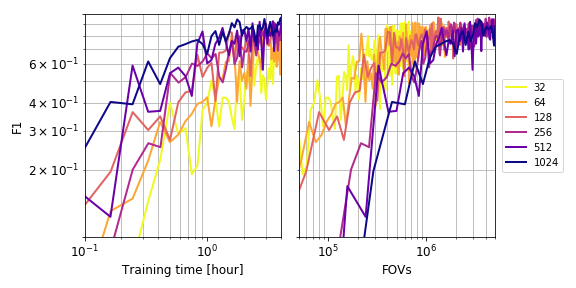 F1
6 × 10⁻¹
4 × 10⁻¹
3 × 10⁻¹
2 × 10⁻¹
10⁻¹
10⁰
Training time [hour]
10⁵
10⁶
FOVs
32
64
128
256
512
1024